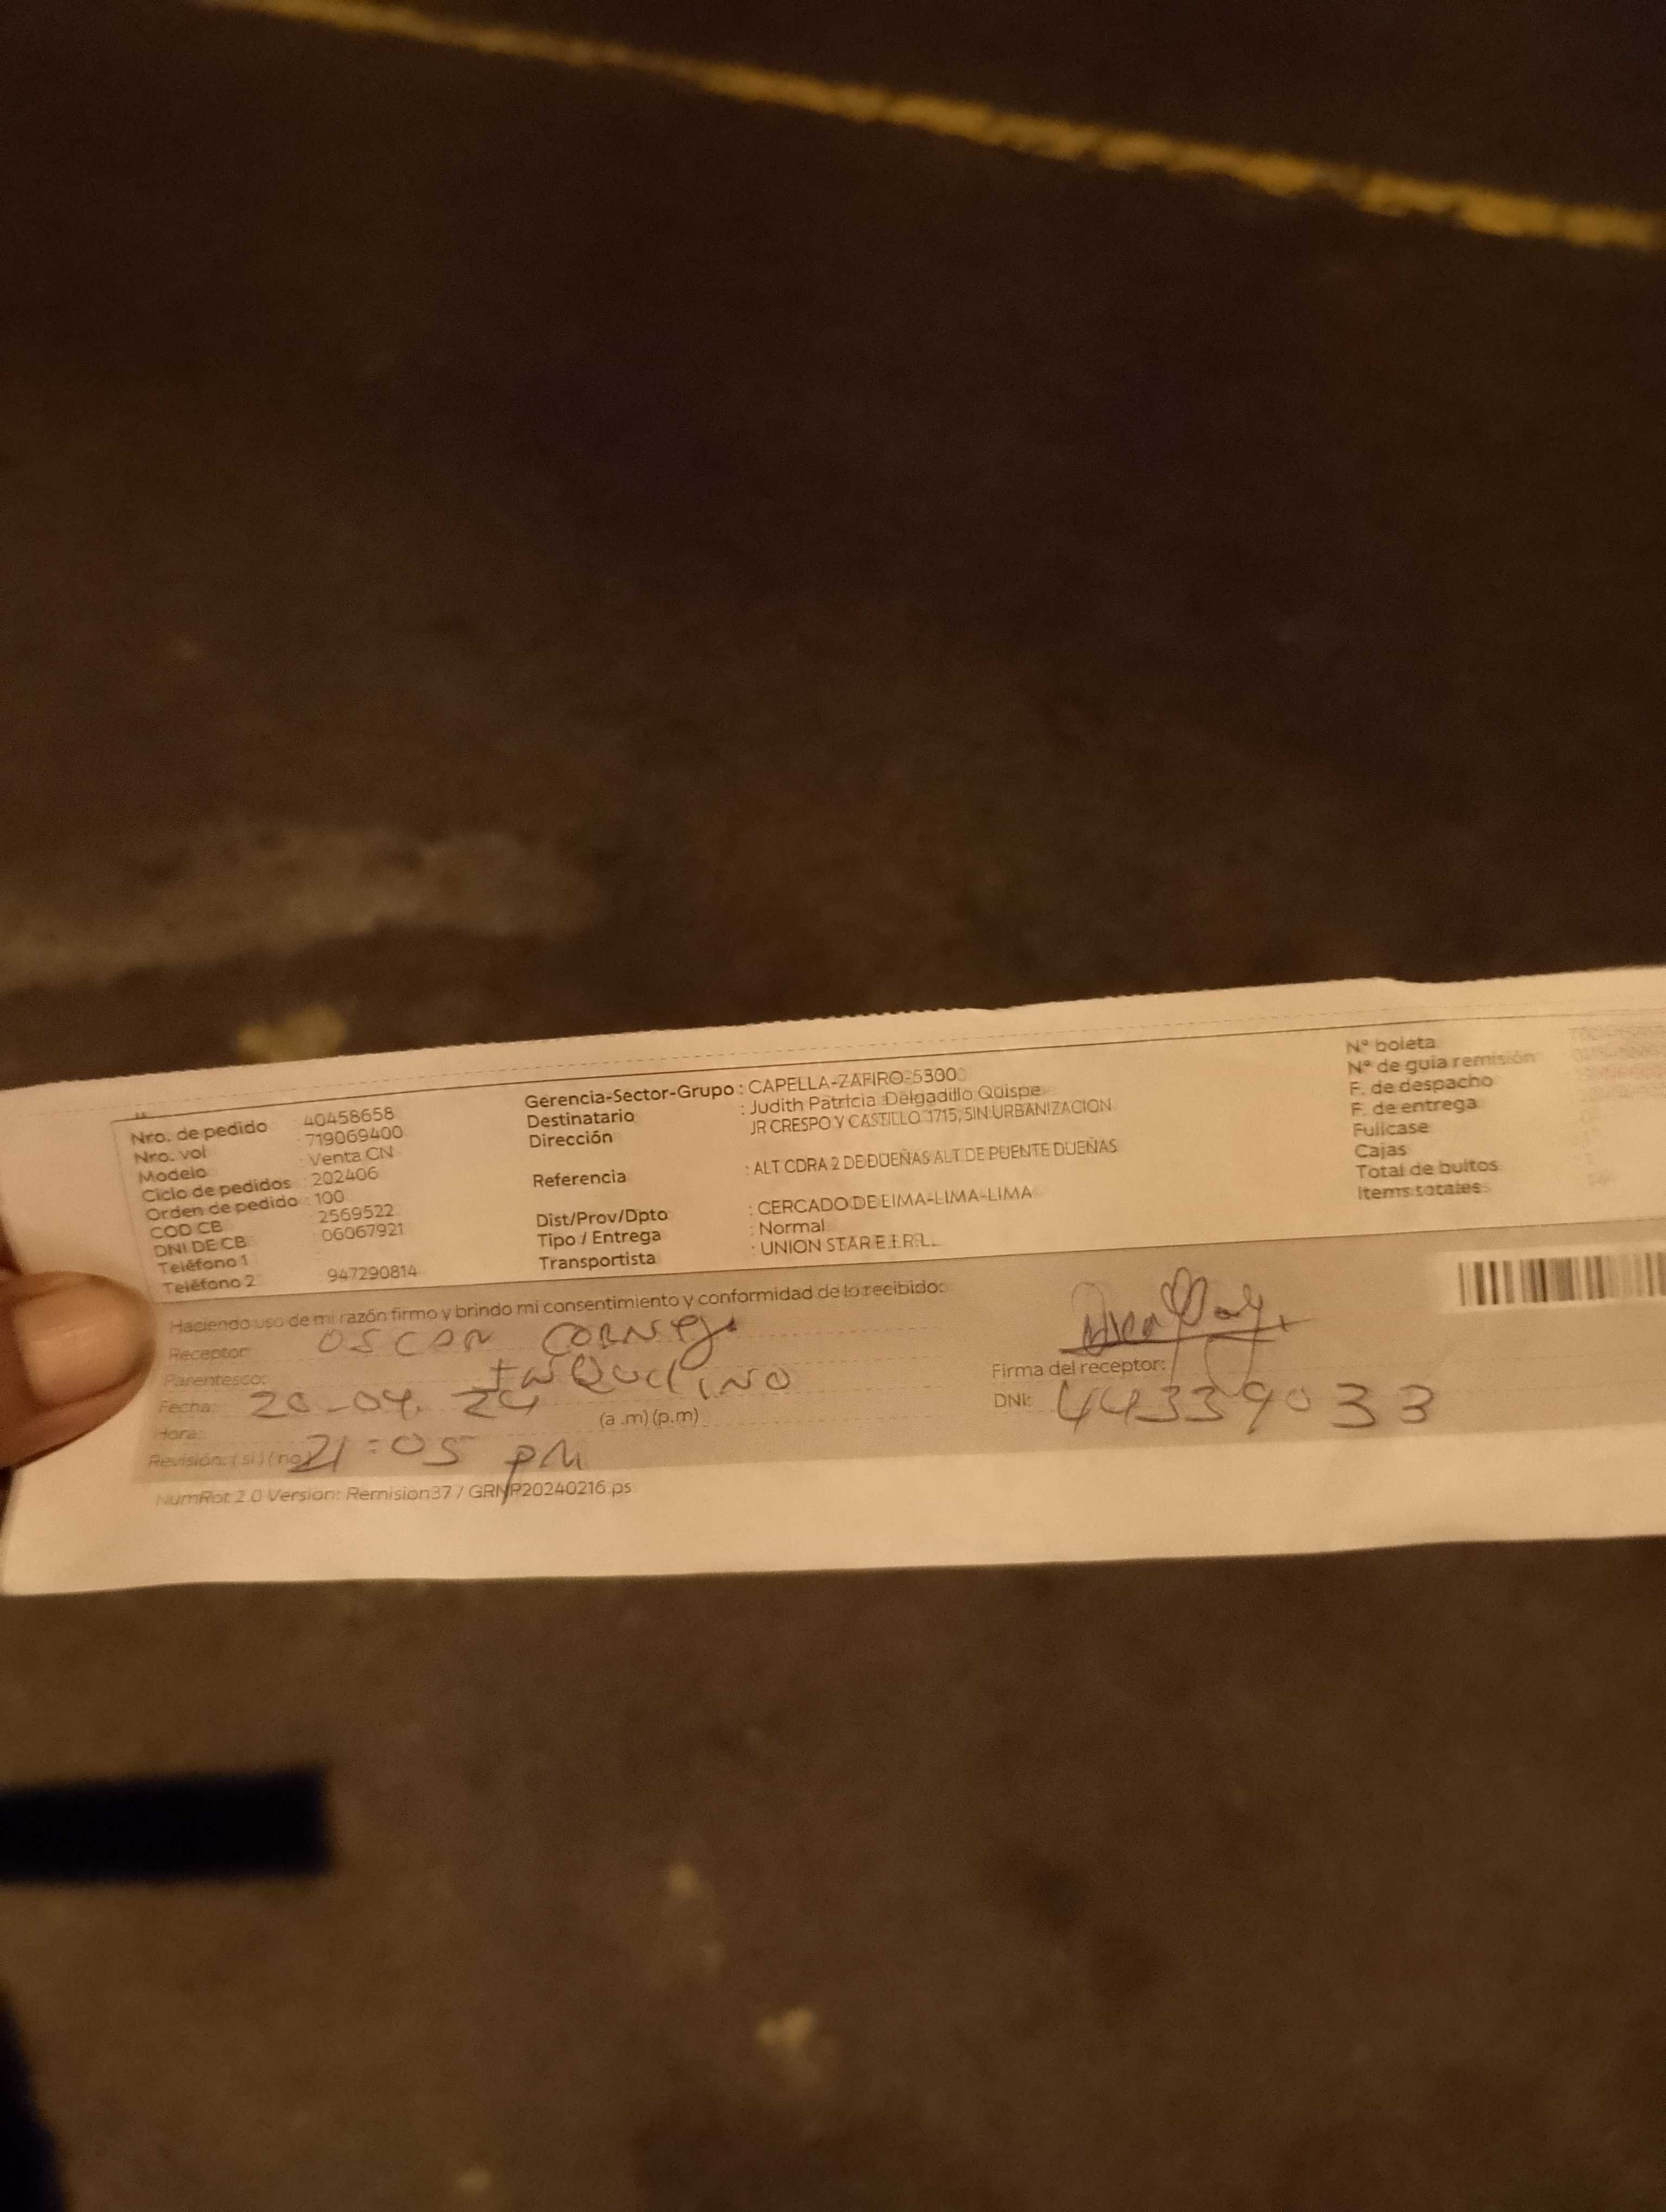 Nro. de pedido : 40458658
Nro. vol : 719069400
Modelo : Venta CN
Ciclo de pedidos : 202406
Orden de pedido : 100
COD CB : 2569522
DNI DE CB : 06067921
Teléfono 1
Teléfono 2 : 947290814
Gerencia-Sector-Grupo : CAPELLA-ZAFIRO-5300
Destinatario : Judith Patricia Delgadillo Quispe
Dirección JR CRESPO Y CASTILLO 1715, SIN URBANIZACION
Referencia : ALT CDRA 2 DE DUEÑAS ALT DE PUENTE DUEÑAS
Dist/Prov/Dpto : CERCADO DE LIMA-LIMA-LIMA
Tipo / Entrega : Normal
Transportista : UNION STAR E.I.R.L.
N° boleta
N° de guia remisión
F. de despacho
F. de entrega
Fullcase
Cajas
Total de bultos
Items totales
Haciendo uso de mi razón firmo y brindo mi consentimiento y conformidad de lo recibido:
Receptor: OSCAR CORNEJO
Parentesco: INQUILINO
Fecha: 20-04-24
Hora: (a.m) (p.m)
Revisión: (si) (no) 21:05 PM
Firma del receptor:
DNI: 44339033
NumRot 2.0 Version: Remision37 / GRNP20240216.ps